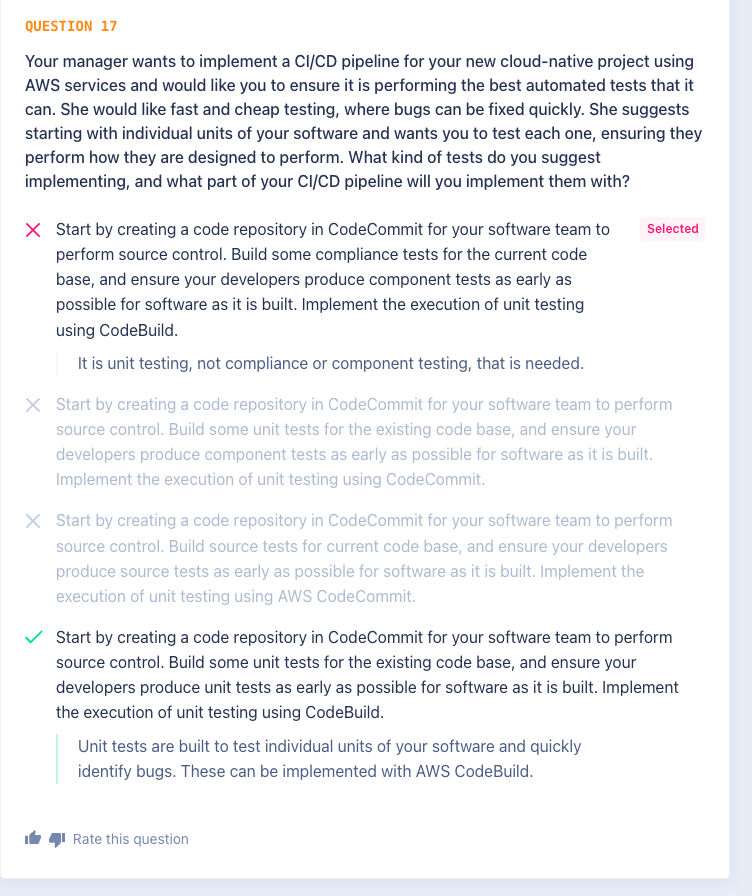 QUESTION 17
Your manager wants to implement a CI/CD pipeline for your new cloud-native project using
AWS services and would like you to ensure it is performing the best automated tests that it
can. She would like fast and cheap testing, where bugs can be fixed quickly. She suggests
starting with individual units of your software and wants you to test each one, ensuring they
perform how they are designed to perform. What kind of tests do you suggest
implementing, and what part of your CI/CD pipeline will you implement them with?
Start by creating a code repository in CodeCommit for your software team to
Selected
perform source control. Build some compliance tests for the current code
base, and ensure your developers produce component tests as early as
possible for software as it is built. Implement the execution of unit testing
using CodeBuild.
It is unit testing, not compliance or component testing, that is needed.
Start by creating a code repository in CodeCommit for your software team to perform
source control. Build some unit tests for the existing code base, and ensure your
developers produce component tests as early as possible for software as it is built.
Implement the execution of unit testing using CodeCommit.
Start by creating a code repository in CodeCommit for your software team to perform
source control. Build source tests for current code base, and ensure your developers
produce source tests as early as possible for software as it is built. Implement the
execution of unit testing using AWS CodeCommit.
Start by creating a code repository in CodeCommit for your software team to perform
source control. Build some unit tests for the existing code base, and ensure your
developers produce unit tests as early as possible for software as it is built. Implement
the execution of unit testing using CodeBuild.
Unit tests are built to test individual units of your software and quickly
identify bugs. These can be implemented with AWS CodeBuild.
Rate this question